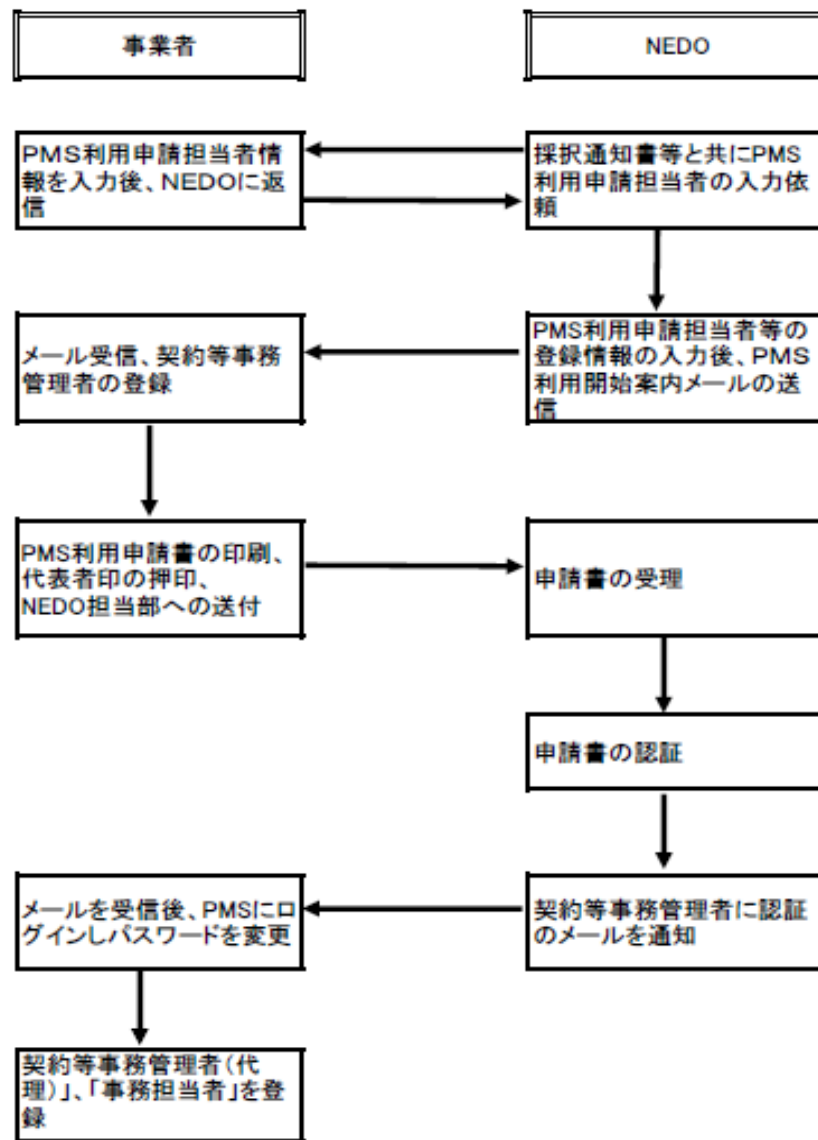 事業者
NEDO
PMS利用申請担当者情
報を入力後、NEDOに返
信
採択通知書等と共にPMS
利用申請担当者の入力依
頼
メール受信、契約等事務
管理者の登録
PMS利用申請担当者等の
登録情報の入力後、PMS
利用開始案内メールの送
信
PMS利用申請書の印刷、
代表者印の押印、
NEDO担当部への送付
申請書の受理
申請書の認証
メールを受信後、PMSにロ
グインしパスワードを変更
契約等事務管理者に認証
のメールを通知
契約等事務管理者(代
理)」、「事務担当者」を登
録